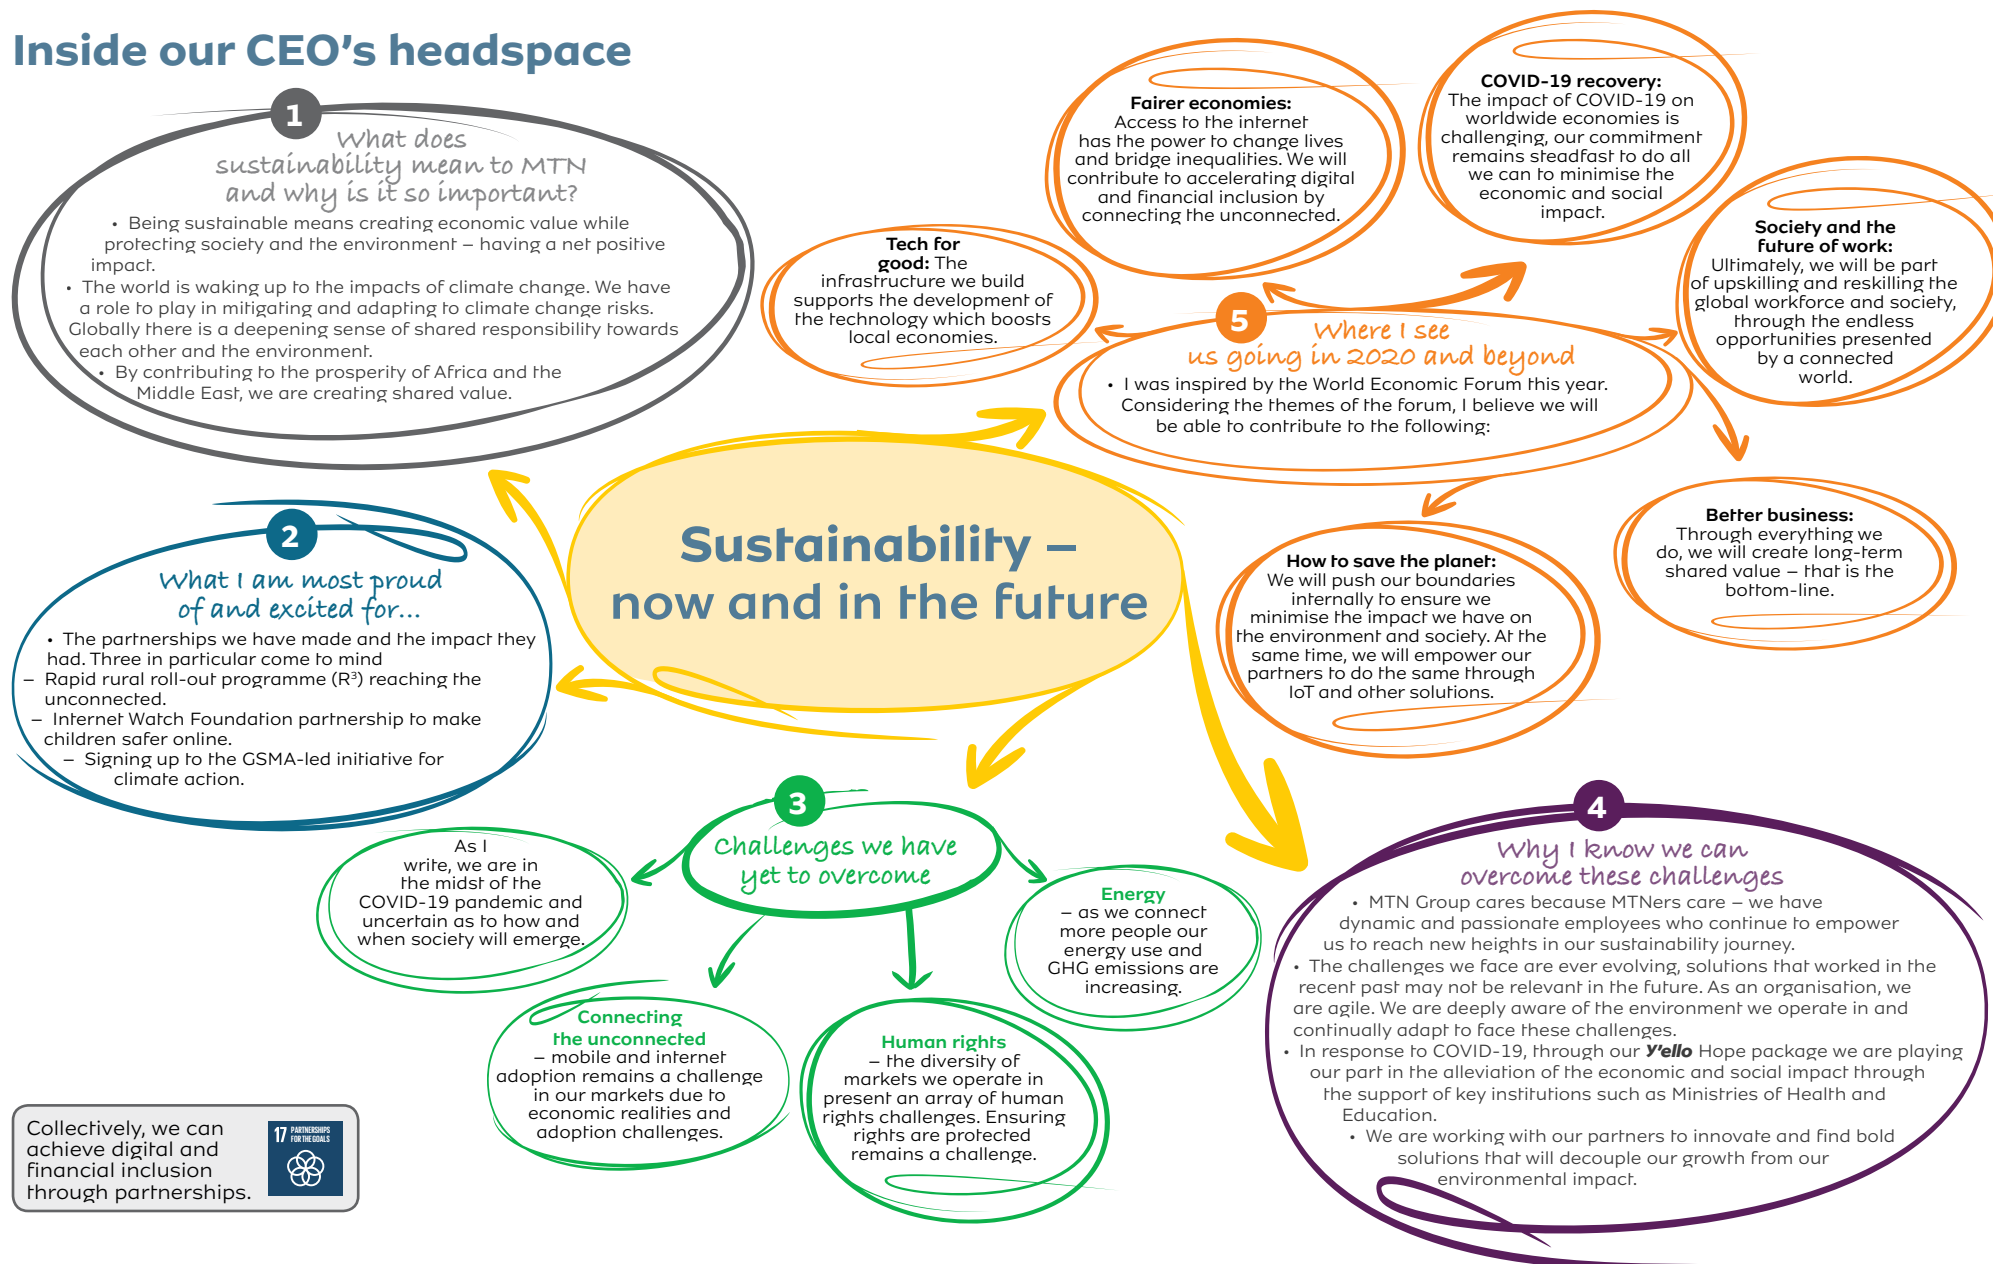 Inside our CEO's headspace
1
What does
sustainability mean to MTN
and why is it so important?
• Being sustainable means creating economic value while
protecting society and the environment – having a net positive
impact.
• The world is waking up to the impacts of climate change. We have
a role to play in mitigating and adapting to climate change risks.
Globally there is a deepening sense of shared responsibility towards
each other and the environment.
• By contributing to the prosperity of Africa and the
Middle East, we are creating shared value.
2
What I am most proud
of and excited for...
• The partnerships we have made and the impact they
had. Three in particular come to mind
– Rapid rural roll-out programme (R³) reaching the
unconnected.
– Internet Watch Foundation partnership to make
children safer online.
– Signing up to the GSMA-led initiative for
climate action.
Sustainability –
now and in the future
3
Challenges we have
yet to overcome
As I
write, we are in
the midst of the
COVID-19 pandemic and
uncertain as to how and
when society will emerge.
Connecting
the unconnected
– mobile and internet
adoption remains a challenge
in our markets due to
economic realities and
adoption challenges.
Human rights
– the diversity of
markets we operate in
present an array of human
rights challenges. Ensuring
rights are protected
remains a challenge.
Energy
– as we connect
more people our
energy use and
GHG emissions are
increasing.
4
Why I know we can
overcome these challenges
• MTN Group cares because MTNers care – we have
dynamic and passionate employees who continue to empower
us to reach new heights in our sustainability journey.
• The challenges we face are ever evolving, solutions that worked in the
recent past may not be relevant in the future. As an organisation, we
are agile. We are deeply aware of the environment we operate in and
continually adapt to face these challenges.
• In response to COVID-19, through our Y'ello Hope package we are playing
our part in the alleviation of the economic and social impact through
the support of key institutions such as Ministries of Health and
Education.
• We are working with our partners to innovate and find bold
solutions that will decouple our growth from our
environmental impact.
5
Where I see
us going in 2020 and beyond
• I was inspired by the World Economic Forum this year.
Considering the themes of the forum, I believe we will
be able to contribute to the following:
Tech for
good: The
infrastructure we build
supports the development of
the technology which boosts
local economies.
Fairer economies:
Access to the internet
has the power to change lives
and bridge inequalities. We will
contribute to accelerating digital
and financial inclusion by
connecting the unconnected.
COVID-19 recovery:
The impact of COVID-19 on
worldwide economies is
challenging, our commitment
remains steadfast to do all
we can to minimise the
economic and social
impact.
Society and the
future of work:
Ultimately, we will be part
of upskilling and reskilling the
global workforce and society,
through the endless
opportunities presented
by a connected
world.
Better business:
Through everything we
do, we will create long-term
shared value – that is the
bottom-line.
How to save the planet:
We will push our boundaries
internally to ensure we
minimise the impact we have on
the environment and society. At the
same time, we will empower our
partners to do the same through
IoT and other solutions.
Collectively, we can
achieve digital and
financial inclusion
through partnerships.
17 PARTNERSHIPS
FOR THE GOALS